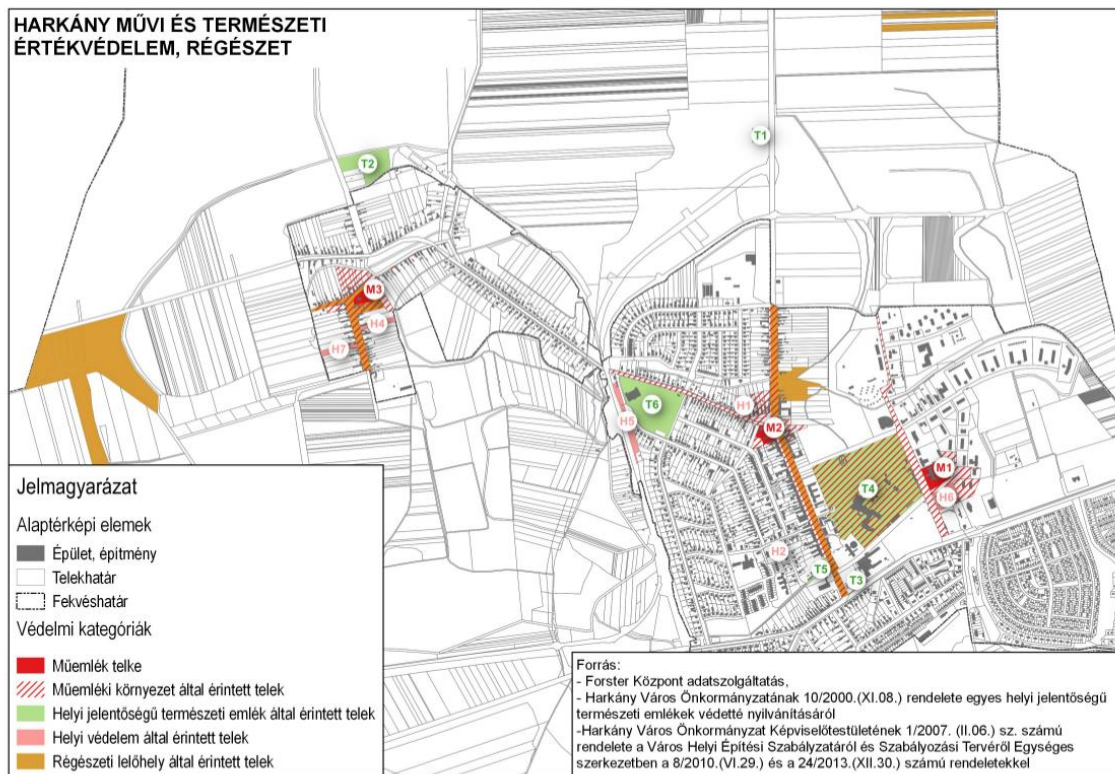 HARKÁNY MŰVI ÉS TERMÉSZETI
ÉRTÉKVÉDELEM, RÉGÉSZET
T1
T2
M3
H4
H7
T6
H1
H5
M2
M1
T4
H6
H2
T5
T3
Jelmagyarázat
Alaptérképi elemek
Épület, építmény
Telekhatár
Fekvéshatár
Védelmi kategóriák
Műemlék telke
Műemléki környezet által érintett telek
Helyi jelentőségű természeti emlék által érintett telek
Helyi védelem által érintett telek
Régészeti lelőhely által érintett telek
Forrás:
- Forster Központ adatszolgáltatás,
- Harkány Város Önkormányzatának 10/2000.(XI.08.) rendelete egyes helyi jelentőségű
természeti emlékek védetté nyilvánításáról
-Harkány Város Önkormányzat Képviselőtestületének 1/2007. (II.06.) sz. számú
rendelete a Város Helyi Építési Szabályzatáról és Szabályozási Tervéről Egységes
szerkezetben a 8/2010.(VI.29.) és a 24/2013.(XII.30.) számú rendeletekkel